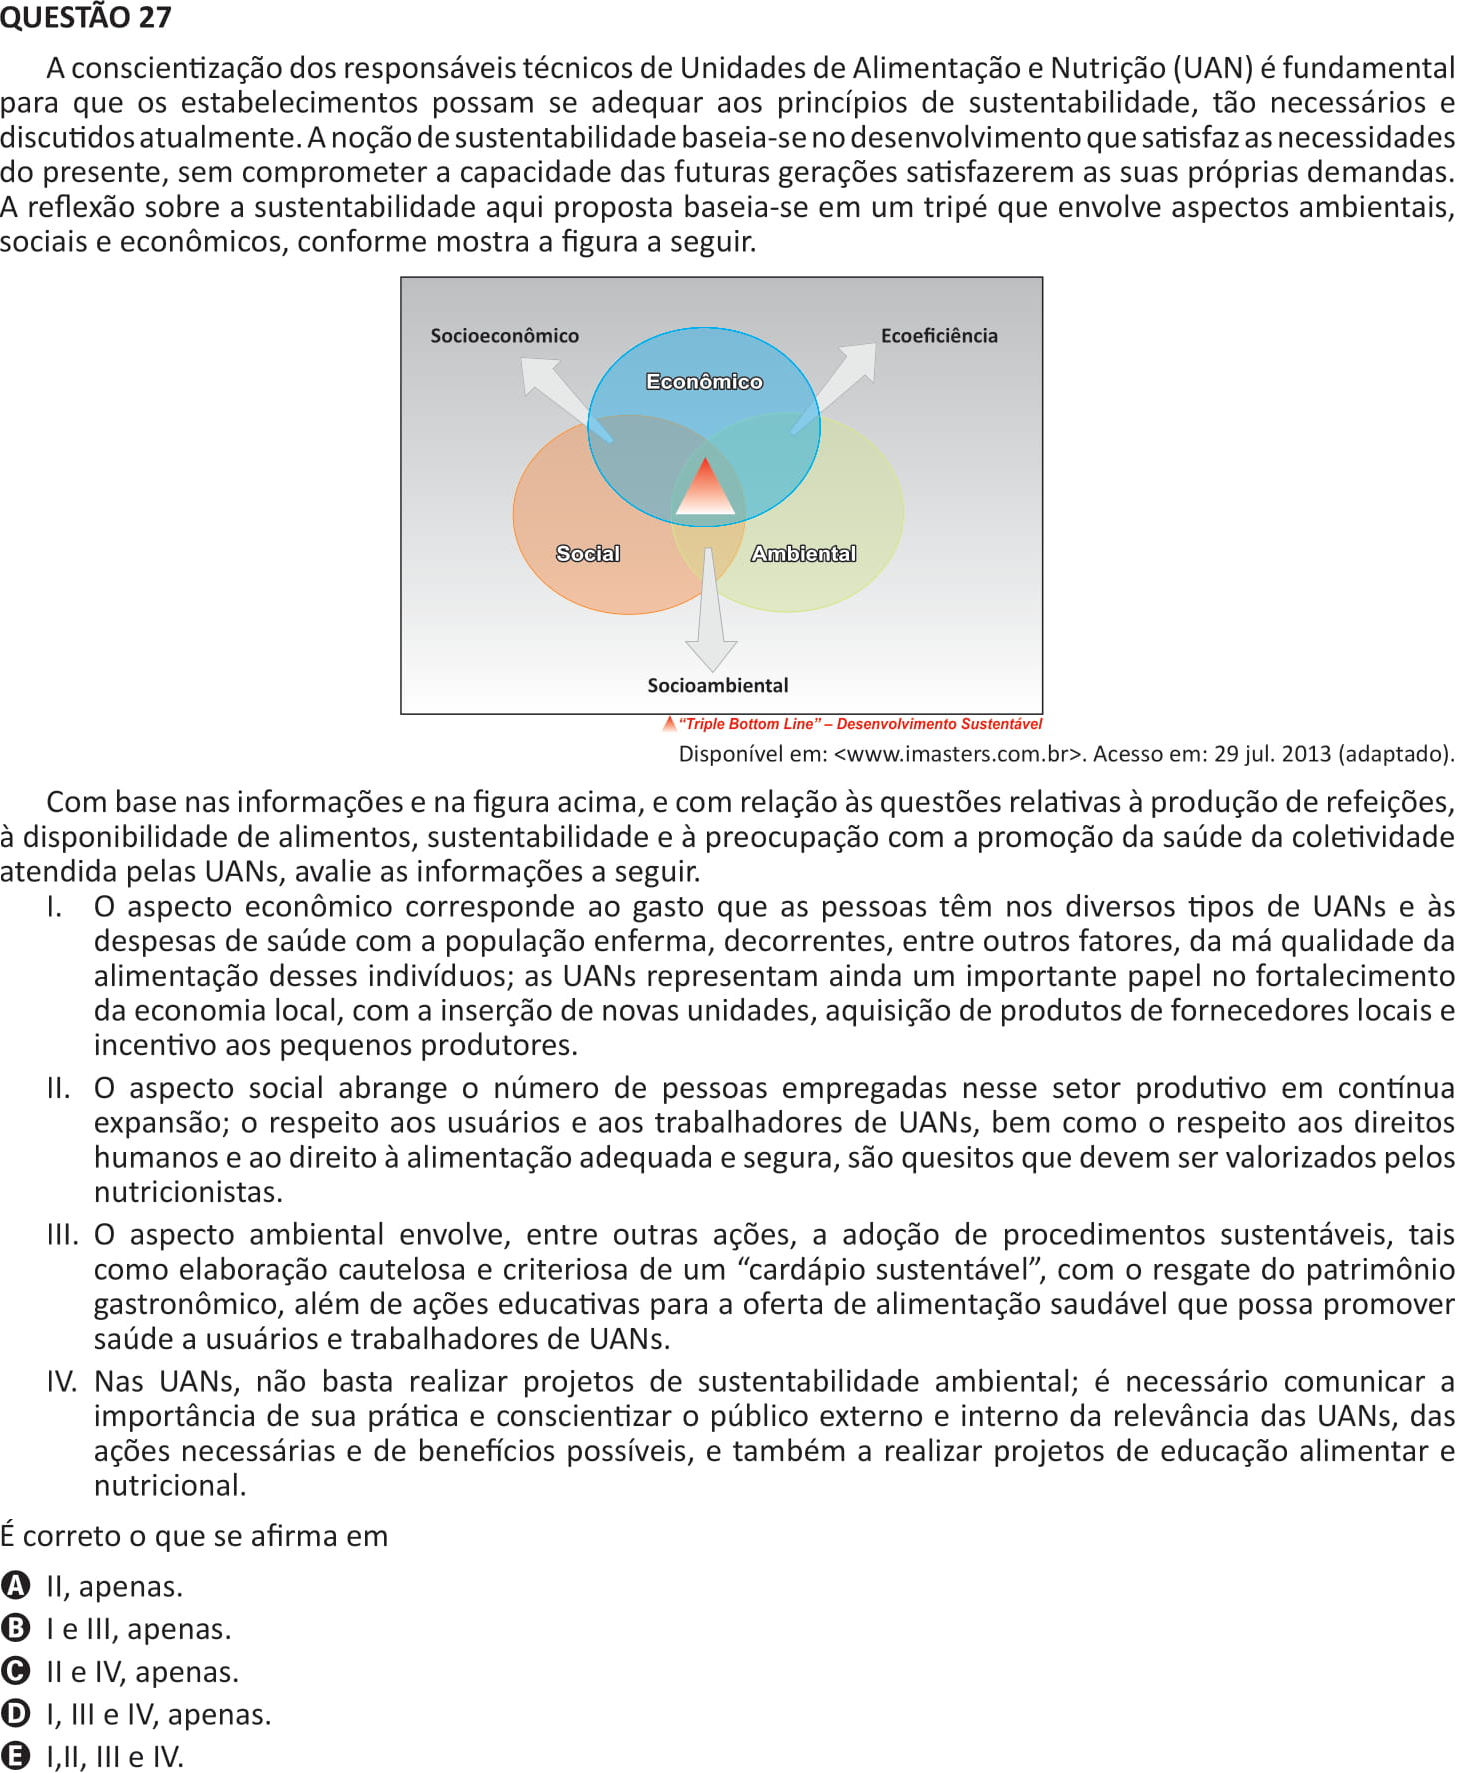 QUESTÃO 27
A conscientização dos responsáveis técnicos de Unidades de Alimentação e Nutrição (UAN) é fundamental
para que os estabelecimentos possam se adequar aos princípios de sustentabilidade, tão necessários e
discutidos atualmente. A noção de sustentabilidade baseia-se no desenvolvimento que satisfaz as necessidades
do presente, sem comprometer a capacidade das futuras gerações satisfazerem as suas próprias demandas.
A reflexão sobre a sustentabilidade aqui proposta baseia-se em um tripé que envolve aspectos ambientais,
sociais e econômicos, conforme mostra a figura a seguir.
Socioeconômico
Ecoeficiência
Econômico
Social
Ambiental
Socioambiental
“Triple Bottom Line” – Desenvolvimento Sustentável
Disponível em: <www.imasters.com.br>. Acesso em: 29 jul. 2013 (adaptado).
Com base nas informações e na figura acima, e com relação às questões relativas à produção de refeições,
à disponibilidade de alimentos, sustentabilidade e à preocupação com a promoção da saúde da coletividade
atendida pelas UANs, avalie as informações a seguir.
I. O aspecto econômico corresponde ao gasto que as pessoas têm nos diversos tipos de UANs e às
despesas de saúde com a população enferma, decorrentes, entre outros fatores, da má qualidade da
alimentação desses indivíduos; as UANs representam ainda um importante papel no fortalecimento
da economia local, com a inserção de novas unidades, aquisição de produtos de fornecedores locais e
incentivo aos pequenos produtores.
II. O aspecto social abrange o número de pessoas empregadas nesse setor produtivo em contínua
expansão; o respeito aos usuários e aos trabalhadores de UANs, bem como o respeito aos direitos
humanos e ao direito à alimentação adequada e segura, são quesitos que devem ser valorizados pelos
nutricionistas.
III. O aspecto ambiental envolve, entre outras ações, a adoção de procedimentos sustentáveis, tais
como elaboração cautelosa e criteriosa de um “cardápio sustentável”, com o resgate do patrimônio
gastronômico, além de ações educativas para a oferta de alimentação saudável que possa promover
saúde a usuários e trabalhadores de UANs.
IV. Nas UANs, não basta realizar projetos de sustentabilidade ambiental; é necessário comunicar a
importância de sua prática e conscientizar o público externo e interno da relevância das UANs, das
ações necessárias e de benefícios possíveis, e também a realizar projetos de educação alimentar e
nutricional.
É correto o que se afirma em
A II, apenas.
B I e III, apenas.
C II e IV, apenas.
D I, III e IV, apenas.
E I,II, III e IV.